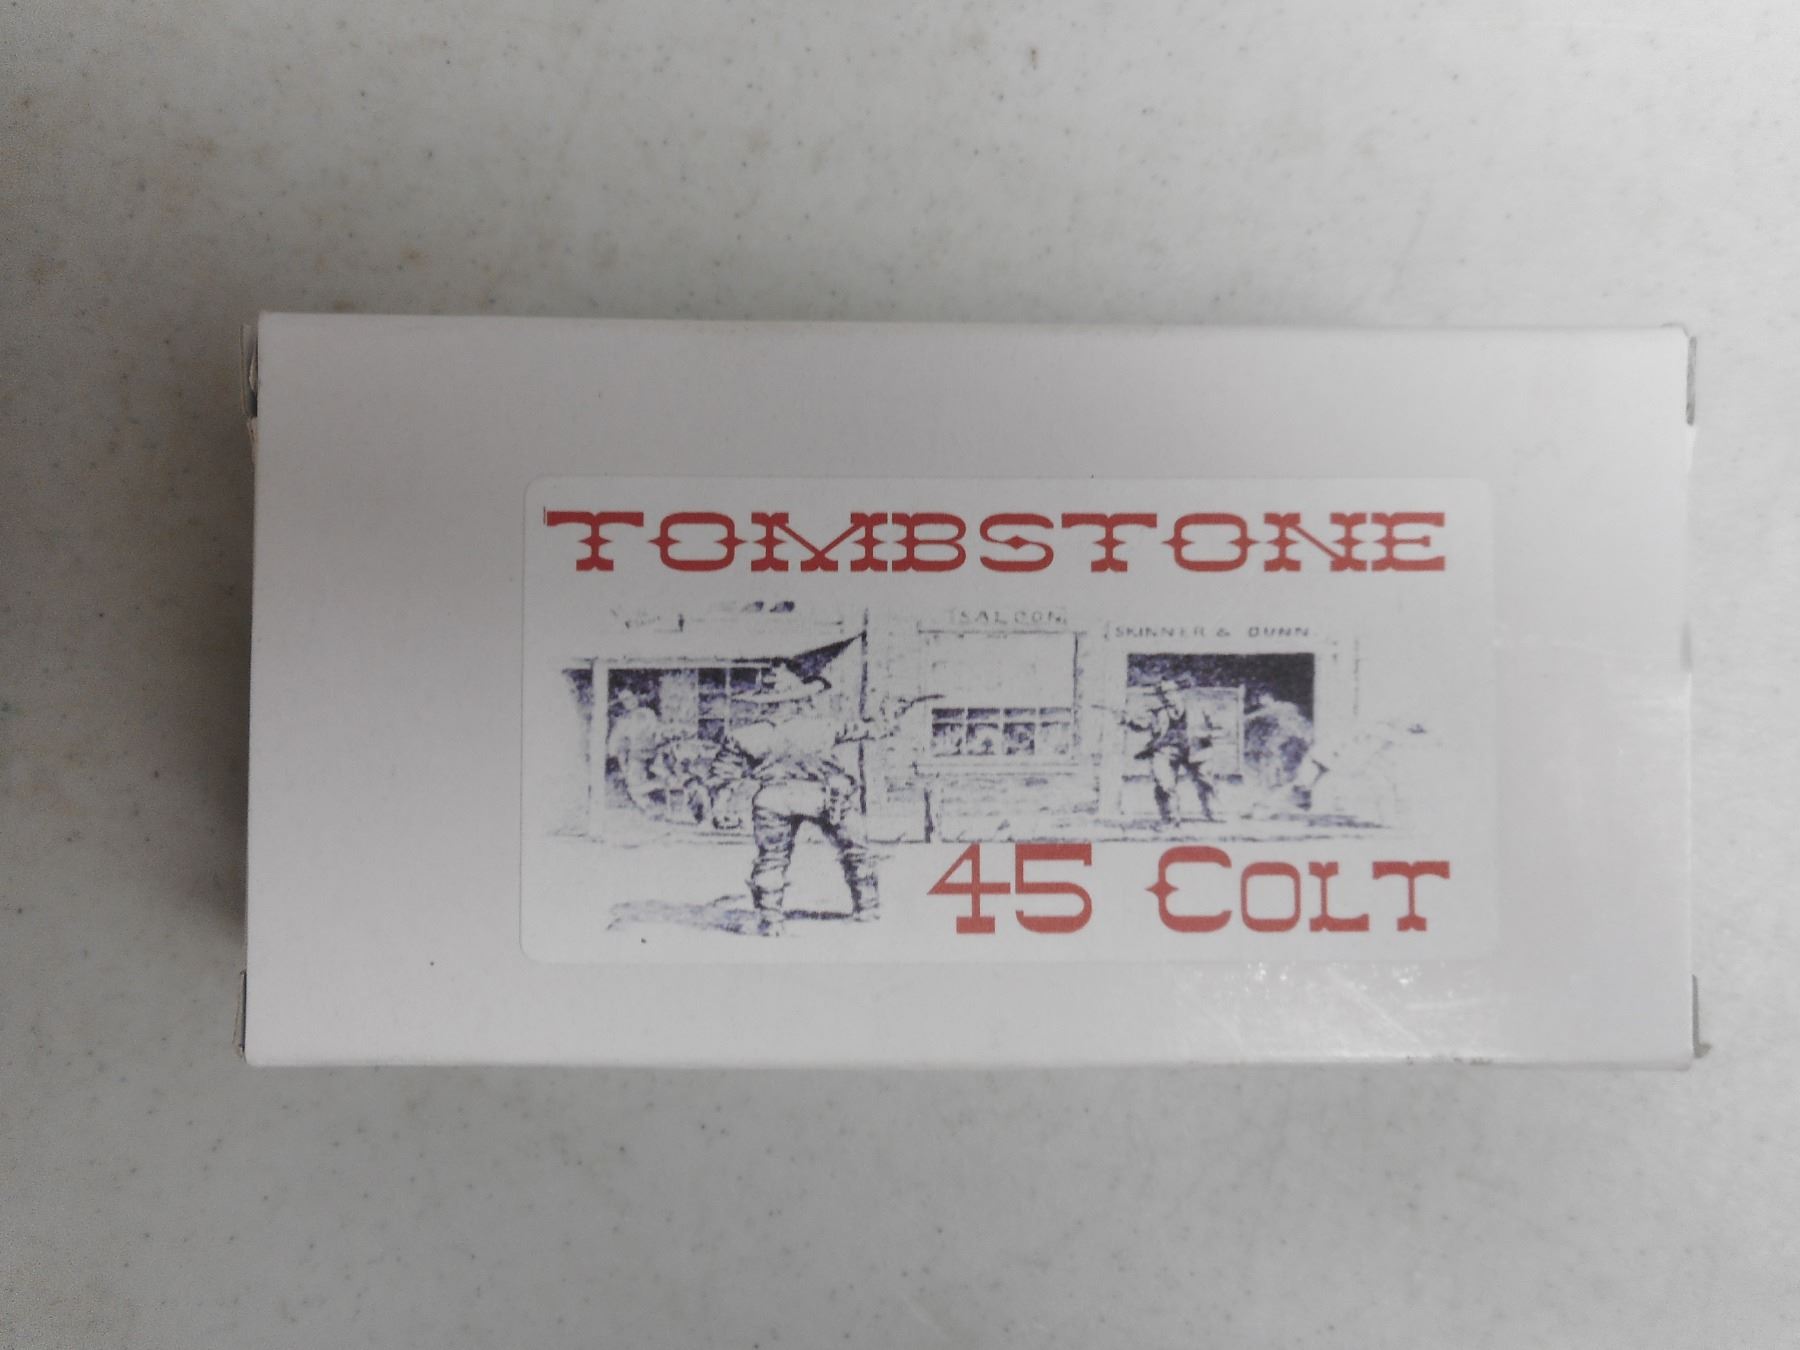 TOMBSTONE
SALOON
SKINNER & DUNN
45 COLT